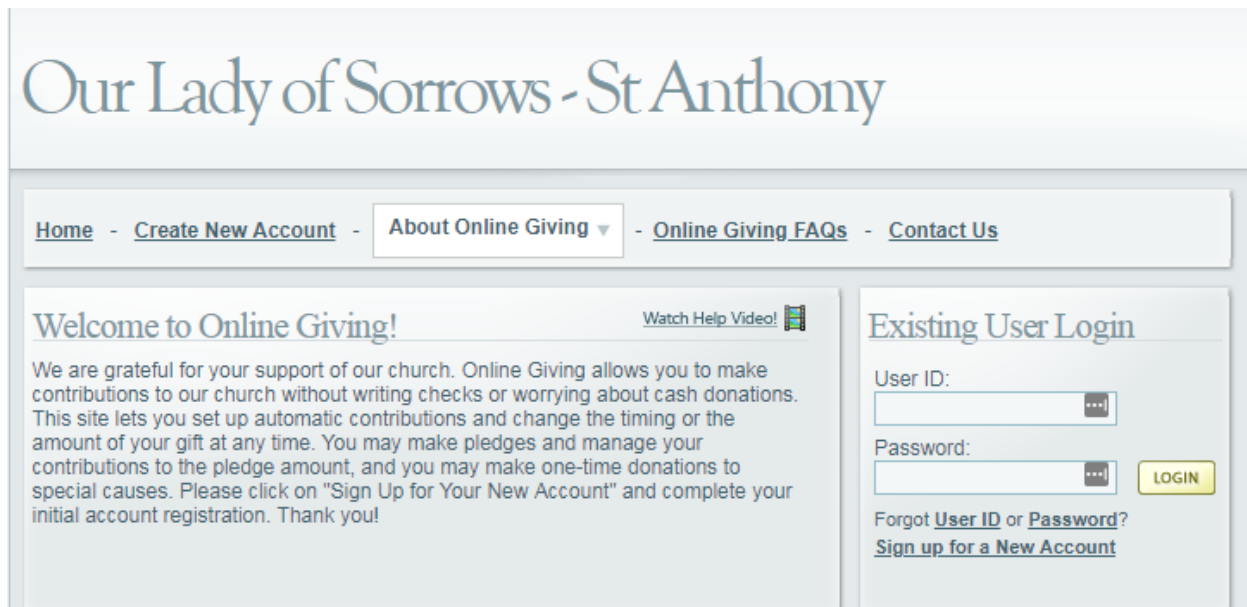 Our Lady of Sorrows - St Anthony
Home - Create New Account - About Online Giving - Online Giving FAQs - Contact Us
Welcome to Online Giving!
Watch Help Video!
We are grateful for your support of our church. Online Giving allows you to make
contributions to our church without writing checks or worrying about cash donations.
This site lets you set up automatic contributions and change the timing or the
amount of your gift at any time. You may make pledges and manage your
contributions to the pledge amount, and you may make one-time donations to
special causes. Please click on "Sign Up for Your New Account" and complete your
initial account registration. Thank you!
Existing User Login
User ID:
Password:
LOGIN
Forgot User ID or Password?
Sign up for a New Account